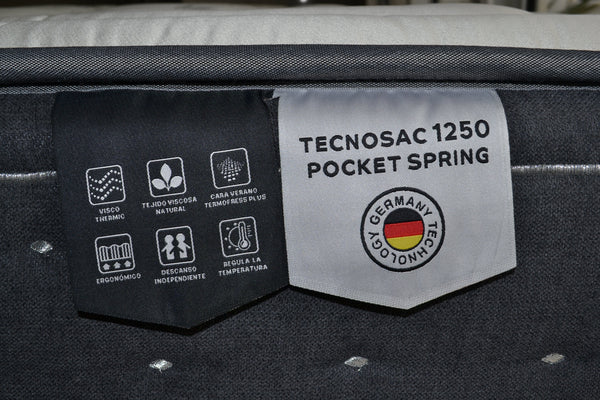 TECNOSAC 1250
POCKET SPRING
GERMANY TECHNOLOGY
VISCO
THERMIC
TEJIDO VISCOSA
NATURAL
CARA VERANO
TERMOFRESS PLUS
ERGONÓMICO
DESCANSO
INDEPENDIENTE
REGULA LA
TEMPERATURA